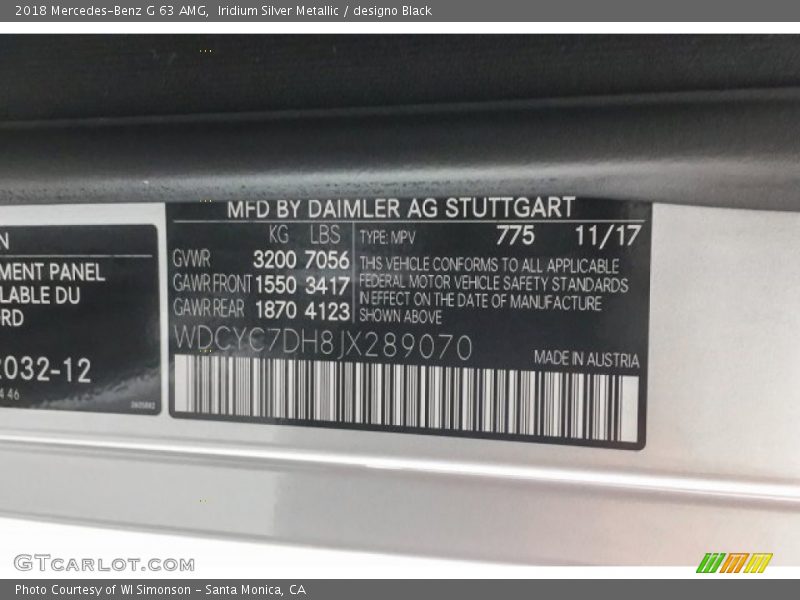 2018 Mercedes-Benz G 63 AMG,  Iridium Silver Metallic / designo Black
MFD BY DAIMLER AG STUTTGART
KG LBS
GVWR 3200 7056
GAWR FRONT 1550 3417
GAWR REAR 1870 4123
TYPE: MPV 775 11/17
THIS VEHICLE CONFORMS TO ALL APPLICABLE
FEDERAL MOTOR VEHICLE SAFETY STANDARDS
IN EFFECT ON THE DATE OF MANUFACTURE
SHOWN ABOVE
WDCYC7DH8JX289070
MADE IN AUSTRIA
N
MENT PANEL
LABLE DU
RD
2032-12
4 46
GTCARLOT.COM
Photo Courtesy of WI Simonson - Santa Monica, CA